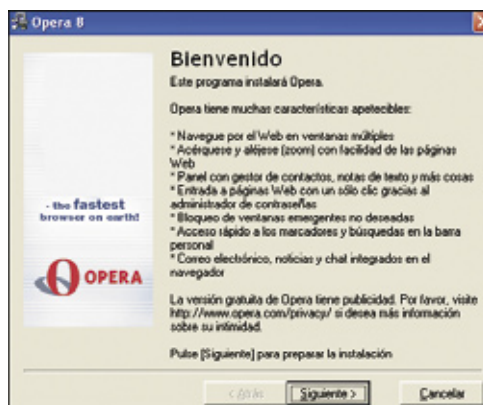 Opera 8
Bienvenido
Este programa instalará Opera.
Opera tiene muchas características apetecibles:
* Navegue por el Web en ventanas múltiples
* Acérquese y aléjese (zoom) con facilidad de las páginas
Web
* Panel con gestor de contactos, notas de texto y más cosas
* Entrada a páginas Web con un sólo clic gracias al
administrador de contraseñas
* Bloqueo de ventanas emergentes no deseadas
* Acceso rápido a los marcadores y búsquedas en la barra
personal
* Correo electrónico, noticias y chat integrados en el
navegador
La versión gratuita de Opera tiene publicidad. Por favor, visite
http://www.opera.com/privacy/ si desea más información
sobre su intimidad.
Pulse [Siguiente] para preparar la instalación
- the fastest
browser on earth!
OPERA
< Atrás
Siguiente >
Cancelar